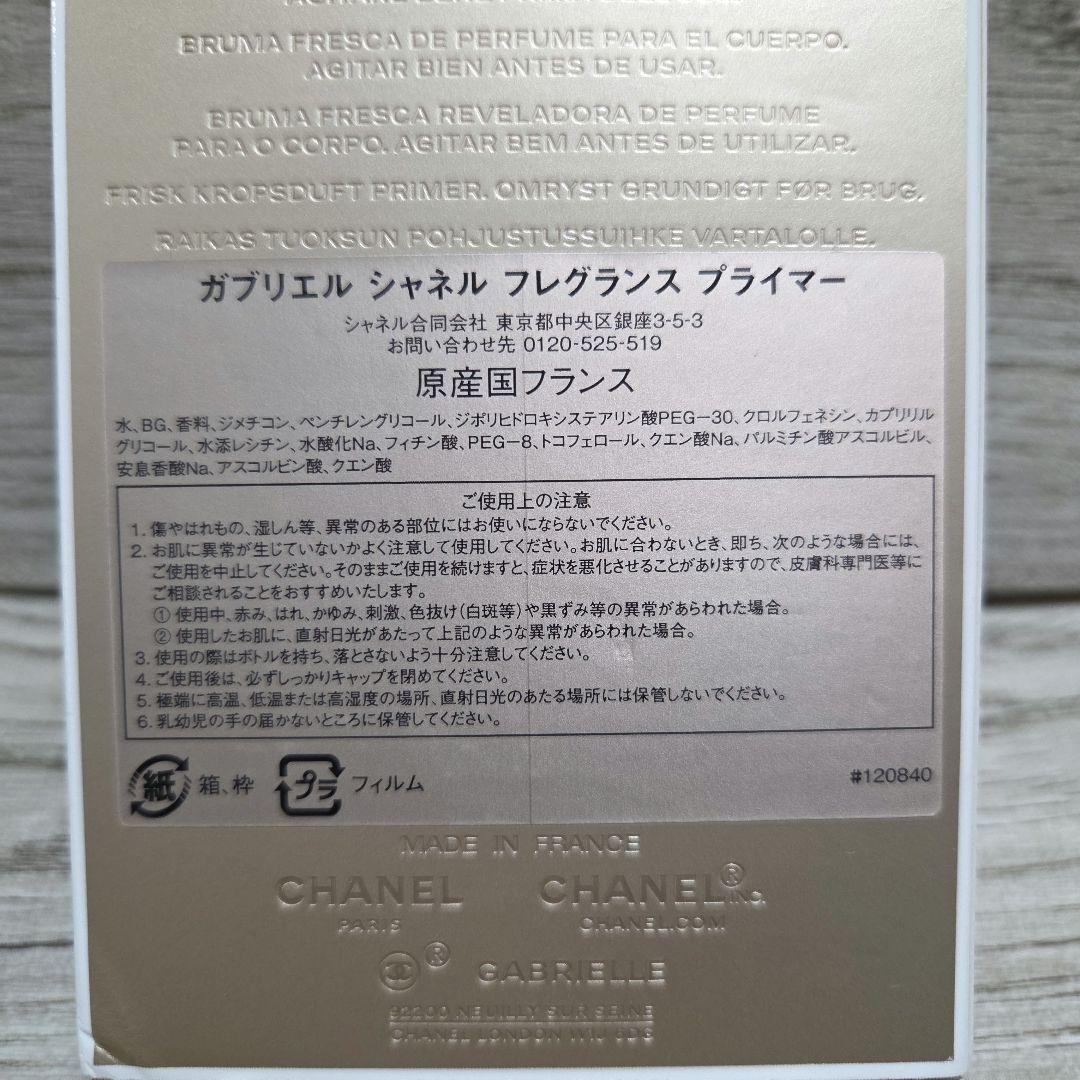 BRUMA FRESCA DE PERFUME PARA EL CUERPO.
AGITAR BIEN ANTES DE USAR.
BRUMA FRESCA REVELADORA DE PERFUME
PARA O CORPO. AGITAR BEM ANTES DE UTILIZAR.
FRISK KROPSDUFT PRIMER. OMRYST GRUNDIGT FØR BRUG.
RAIKAS TUOKSUN POHJUSTUSSUIHKE VARTALOLLE.
ガブリエル シャネル フレグランス プライマー
シャネル合同会社 東京都中央区銀座3-5-3
お問い合わせ先 0120-525-519
原産国フランス
水、BG、香料、ジメチコン、ペンチレングリコール、ジポリヒドロキシステアリン酸PEG-30、クロルフェネシン、カプリリル
グリコール、水添レシチン、水酸化Na、フィチン酸、PEG-8、トコフェロール、クエン酸Na、パルミチン酸アスコルビル、
安息香酸Na、アスコルビン酸、クエン酸
ご使用上の注意
1. 傷やはれもの、湿しん等、異常のある部位にはお使いにならないでください。
2. お肌に異常が生じていないかよく注意して使用してください。お肌に合わないとき、即ち、次のような場合には、
ご使用を中止してください。そのままご使用を続けますと、症状を悪化させることがありますので、皮膚科専門医等に
ご相談されることをおすすめいたします。
① 使用中、赤み、はれ、かゆみ、刺激、色抜け(白斑等)や黒ずみ等の異常があらわれた場合。
② 使用したお肌に、直射日光があたって上記のような異常があらわれた場合。
3. 使用の際はボトルを持ち、落とさないよう十分注意してください。
4. ご使用後は、必ずしっかりキャップを閉めてください。
5. 極端に高温、低温または高湿度の場所、直射日光のあたる場所には保管しないでください。
6. 乳幼児の手の届かないところに保管してください。
紙 箱、枠 プラ フィルム #120840
MADE IN FRANCE
CHANEL CHANEL® INC.
PARIS CHANEL.COM
® GABRIELLE
92200 NEUILLY SUR SEINE
CHANEL LONDON W1J 6DG